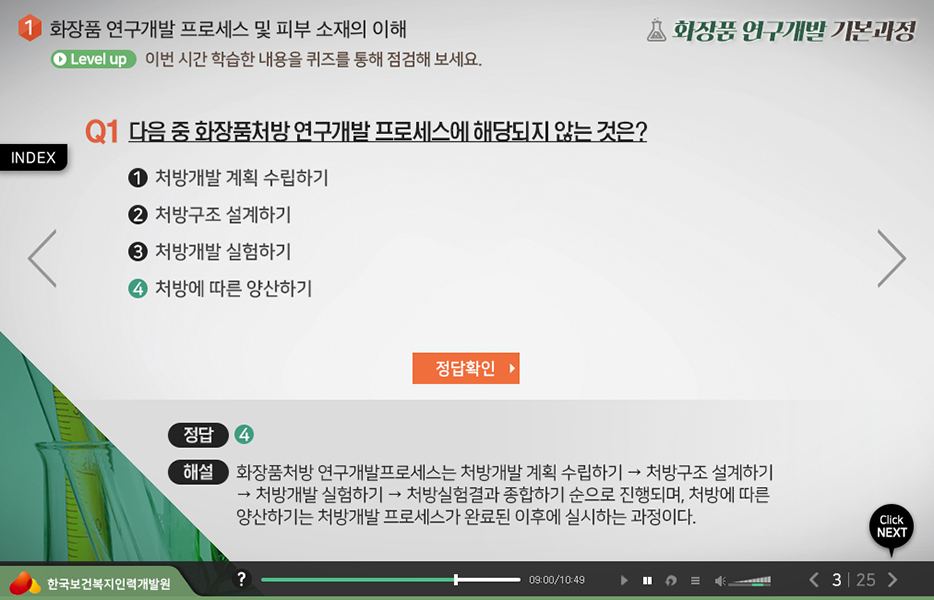 1 화장품 연구개발 프로세스 및 피부 소재의 이해
화장품 연구개발 기본과정
Level up 이번 시간 학습한 내용을 퀴즈를 통해 점검해 보세요.
Q1 다음 중 화장품처방 연구개발 프로세스에 해당되지 않는 것은?
INDEX
1 처방개발 계획 수립하기
2 처방구조 설계하기
3 처방개발 실험하기
4 처방에 따른 양산하기
정답확인
정답 4
해설 화장품처방 연구개발프로세스는 처방개발 계획 수립하기 → 처방구조 설계하기
→ 처방개발 실험하기 → 처방실험결과 종합하기 순으로 진행되며, 처방에 따른
양산하기는 처방개발 프로세스가 완료된 이후에 실시하는 과정이다.
Click
NEXT
한국보건복지인력개발원
? 09:00/10:49 3 | 25